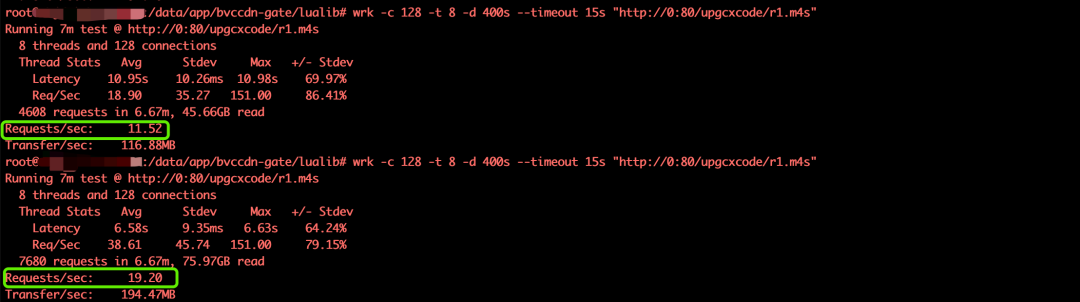 root@:/data/app/bvccdn-gate/lualib# wrk -c 128 -t 8 -d 400s --timeout 15s "http://0:80/upgcxcode/r1.m4s"
Running 7m test @ http://0:80/upgcxcode/r1.m4s
8 threads and 128 connections
Thread Stats Avg Stdev Max +/- Stdev
Latency 10.95s 10.26ms 10.98s 69.97%
Req/Sec 18.90 35.27 151.00 86.41%
4608 requests in 6.67m, 45.66GB read
Requests/sec: 11.52
Transfer/sec: 116.88MB
root@:/data/app/bvccdn-gate/lualib# wrk -c 128 -t 8 -d 400s --timeout 15s "http://0:80/upgcxcode/r1.m4s"
Running 7m test @ http://0:80/upgcxcode/r1.m4s
8 threads and 128 connections
Thread Stats Avg Stdev Max +/- Stdev
Latency 6.58s 9.35ms 6.63s 64.24%
Req/Sec 38.61 45.74 151.00 79.15%
7680 requests in 6.67m, 75.97GB read
Requests/sec: 19.20
Transfer/sec: 194.47MB